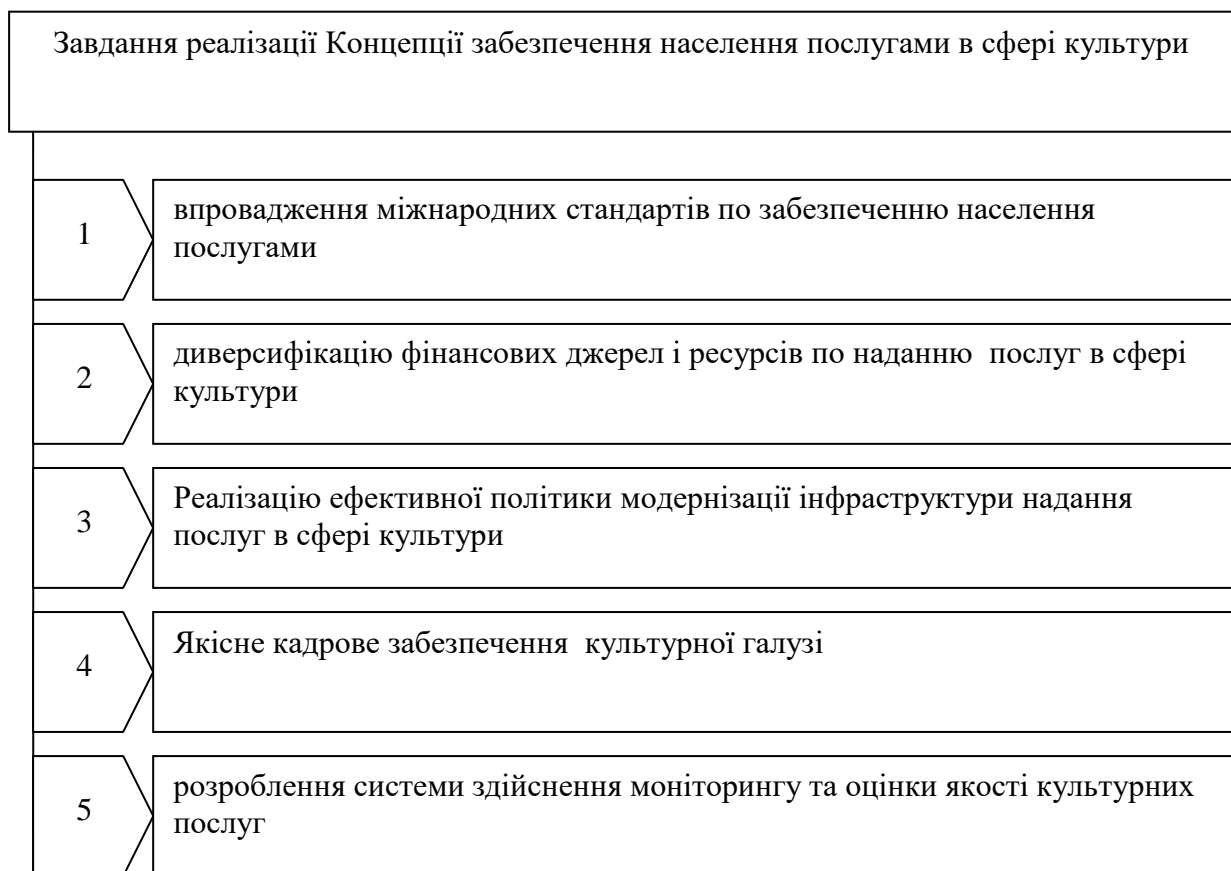 Завдання реалізації Концепції забезпечення населення послугами в сфері культури
1
впровадження міжнародних стандартів по забезпеченню населення
послугами
2
диверсифікацію фінансових джерел і ресурсів по наданню  послуг в сфері
культури
3
Реалізацію ефективної політики модернізації інфраструктури надання
послуг в сфері культури
4
Якісне кадрове забезпечення  культурної галузі
5
розроблення системи здійснення моніторингу та оцінки якості культурних
послуг